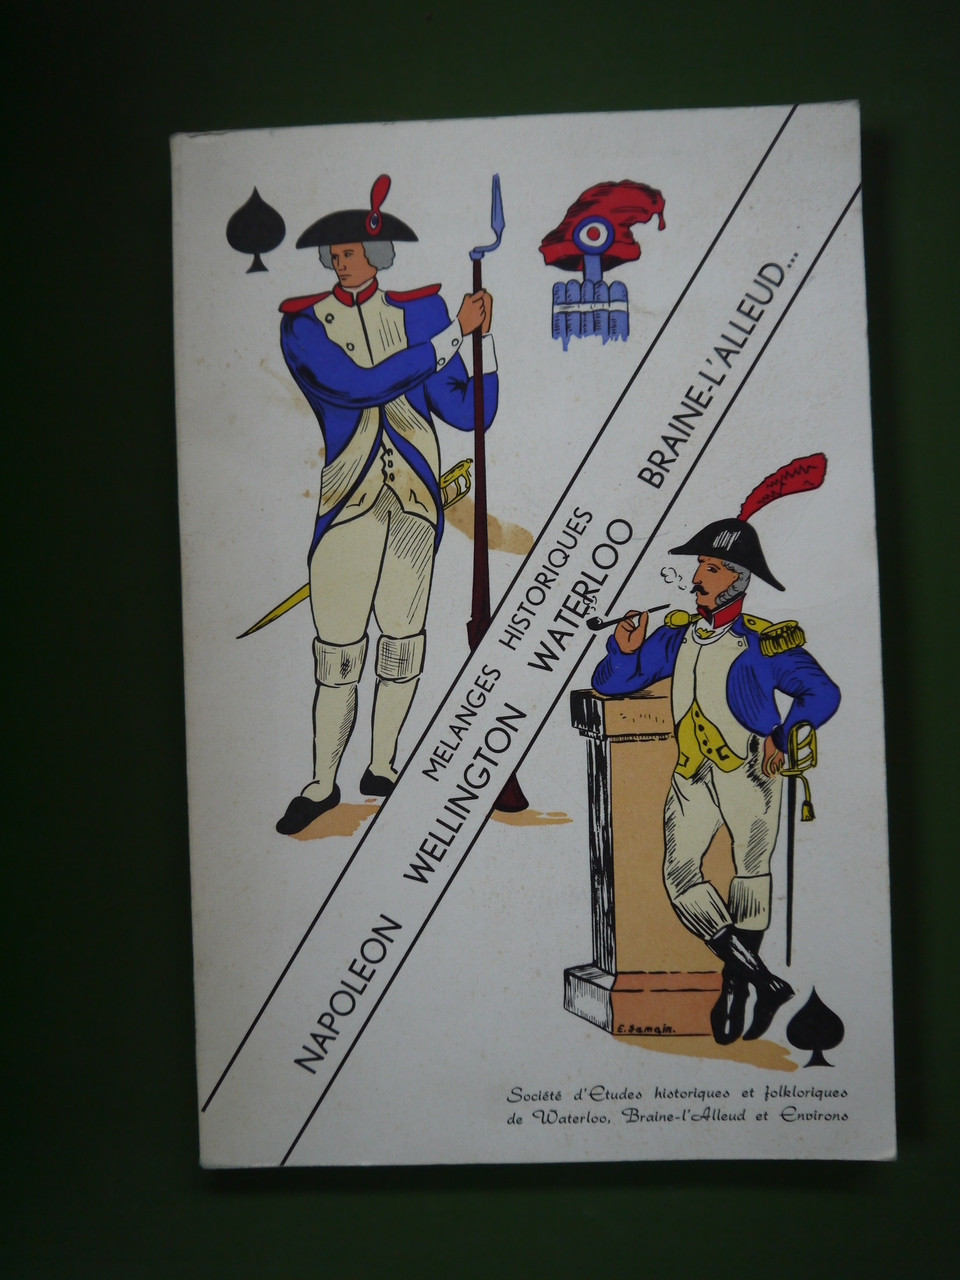 MELANGES HISTORIQUES
NAPOLEON WELLINGTON WATERLOO BRAINE-L'ALLEUD...
E. Samain.
Société d'Etudes historiques et folkloriques
de Waterloo, Braine-l'Alleud et Environs